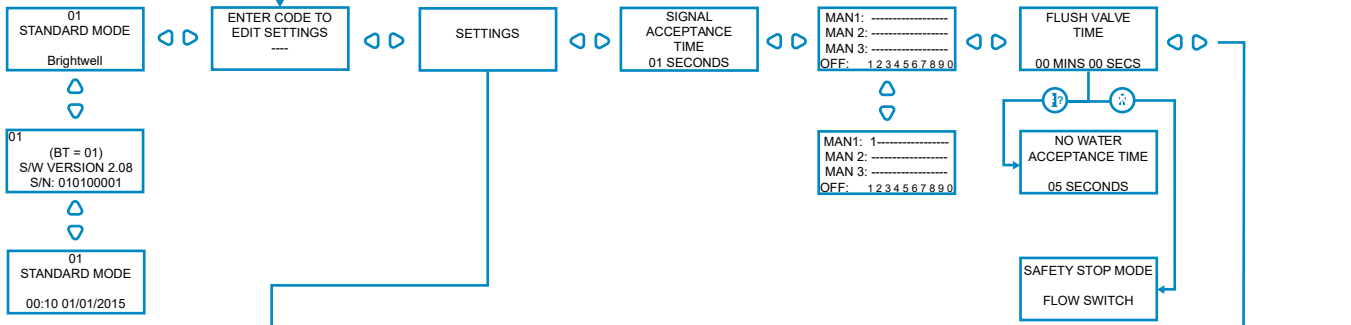 01
STANDARD MODE
Brightwell
ENTER CODE TO
EDIT SETTINGS
----
SETTINGS
SIGNAL
ACCEPTANCE
TIME
01 SECONDS
MAN1: ------------------
MAN 2: ------------------
MAN 3: ------------------
OFF: 1 2 3 4 5 6 7 8 9 0
FLUSH VALVE
TIME
00 MINS 00 SECS
?
01
(BT = 01)
S/W VERSION 2.08
S/N: 010100001
MAN1: 1-----------------
MAN 2: ------------------
MAN 3: ------------------
OFF: 1 2 3 4 5 6 7 8 9 0
NO WATER
ACCEPTANCE TIME
05 SECONDS
01
STANDARD MODE
00:10 01/01/2015
SAFETY STOP MODE
FLOW SWITCH